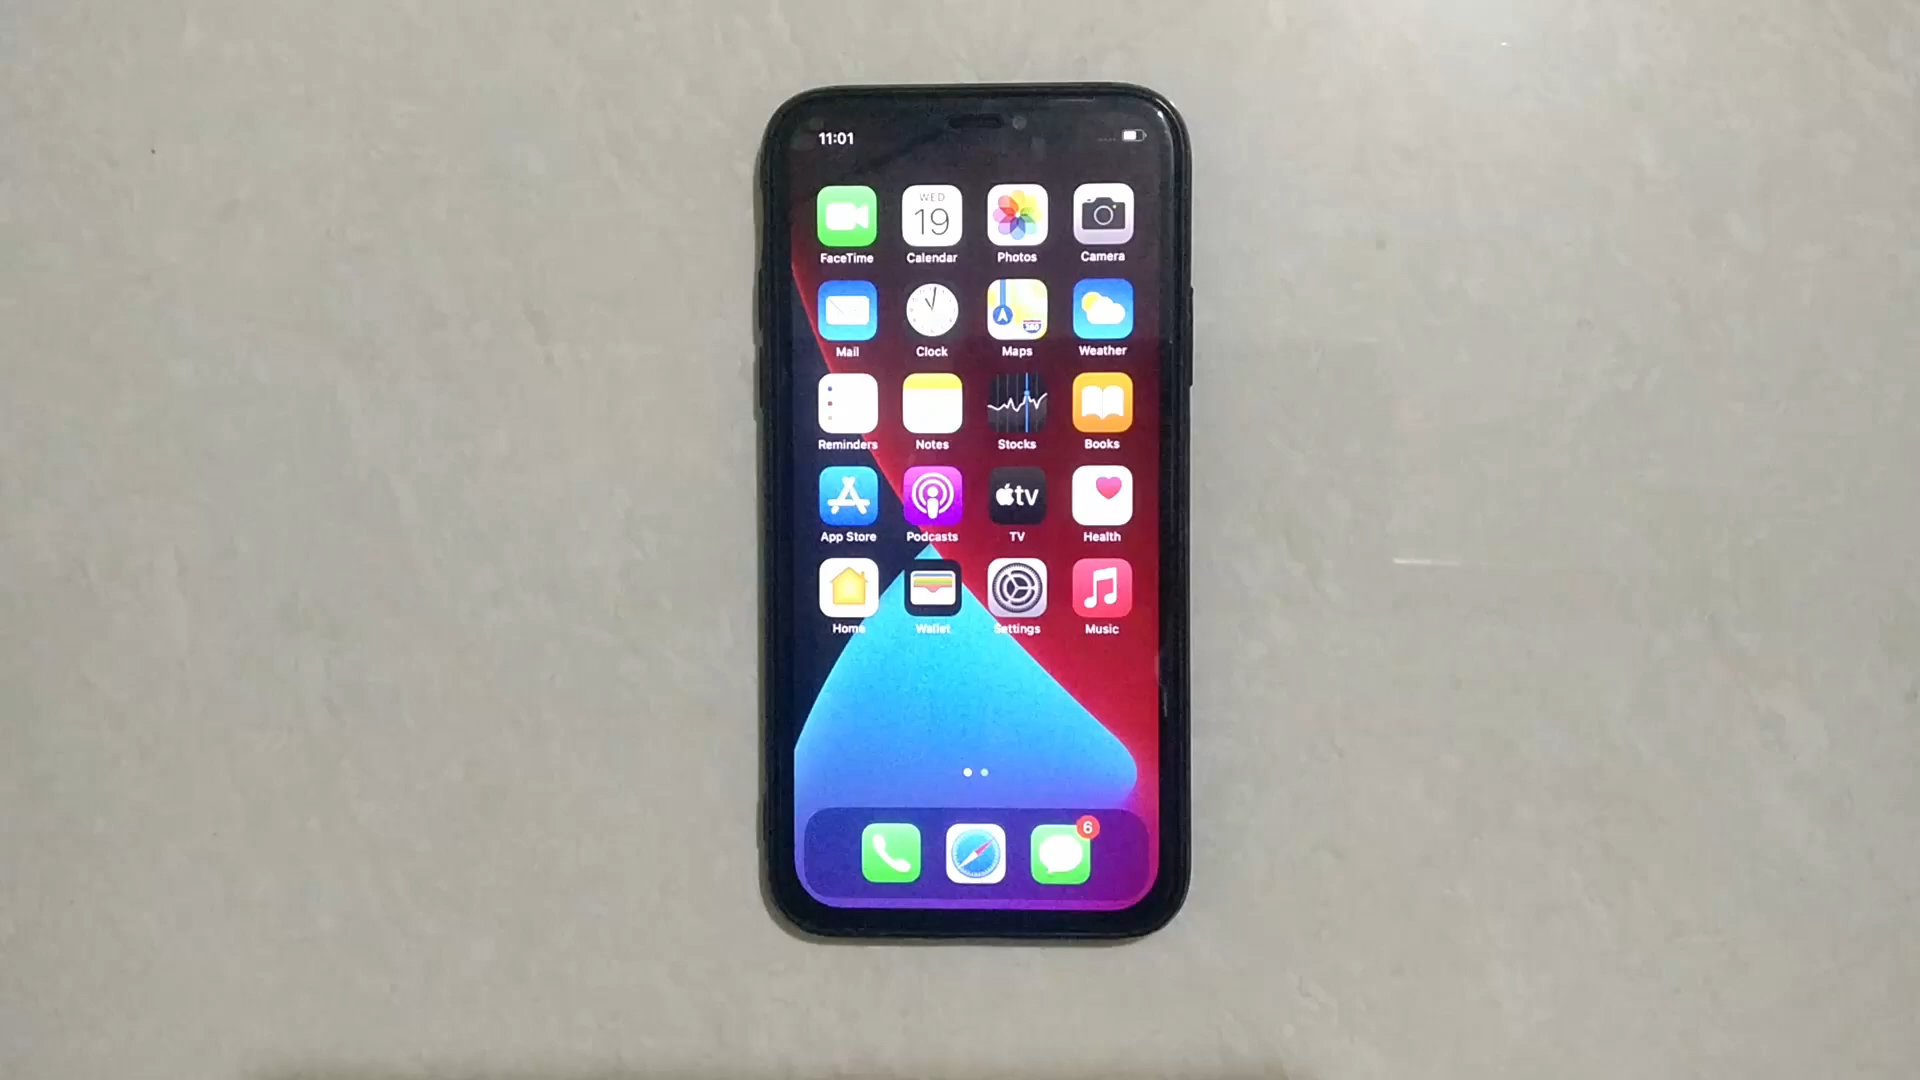 11:01
WED
19
FaceTime Calendar Photos Camera
280
Mail Clock Maps Weather
Reminders Notes Stocks Books
tv
App Store Podcasts TV Health
Home Wallet Settings Music
6